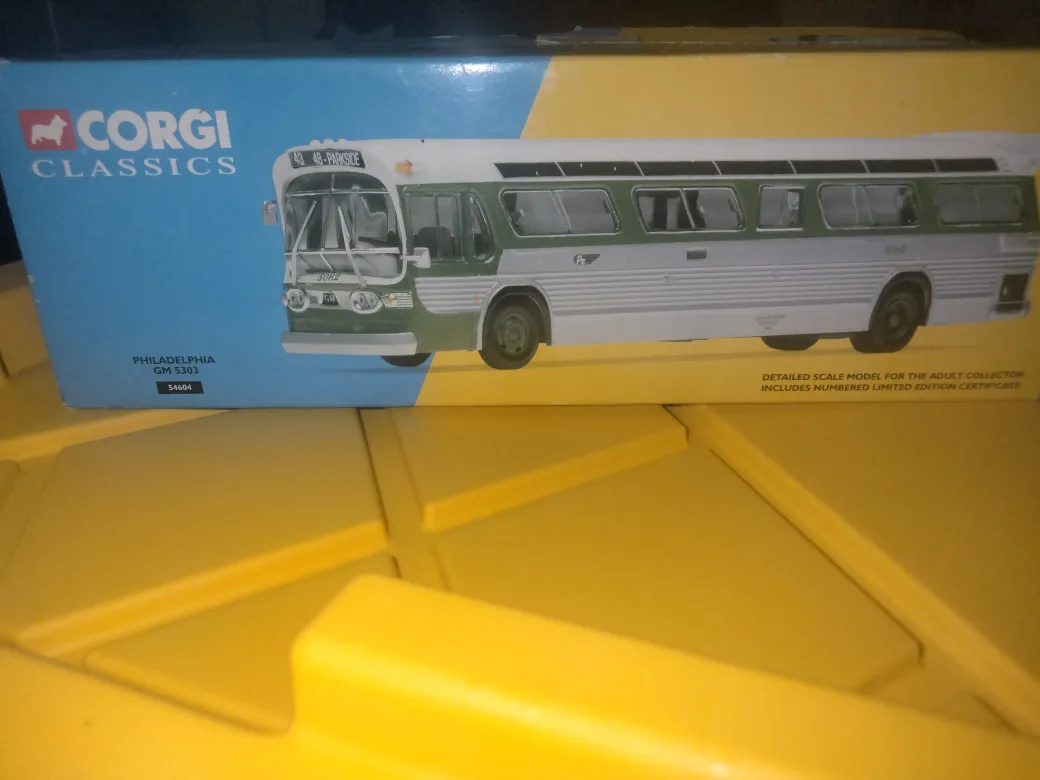 CORGI
CLASSICS
43 48-PARKSIDE
GM
PHILADELPHIA
GM 5303
54604
DETAILED SCALE MODEL FOR THE ADULT COLLECTOR
INCLUDES NUMBERED LIMITED EDITION CERTIFICATE